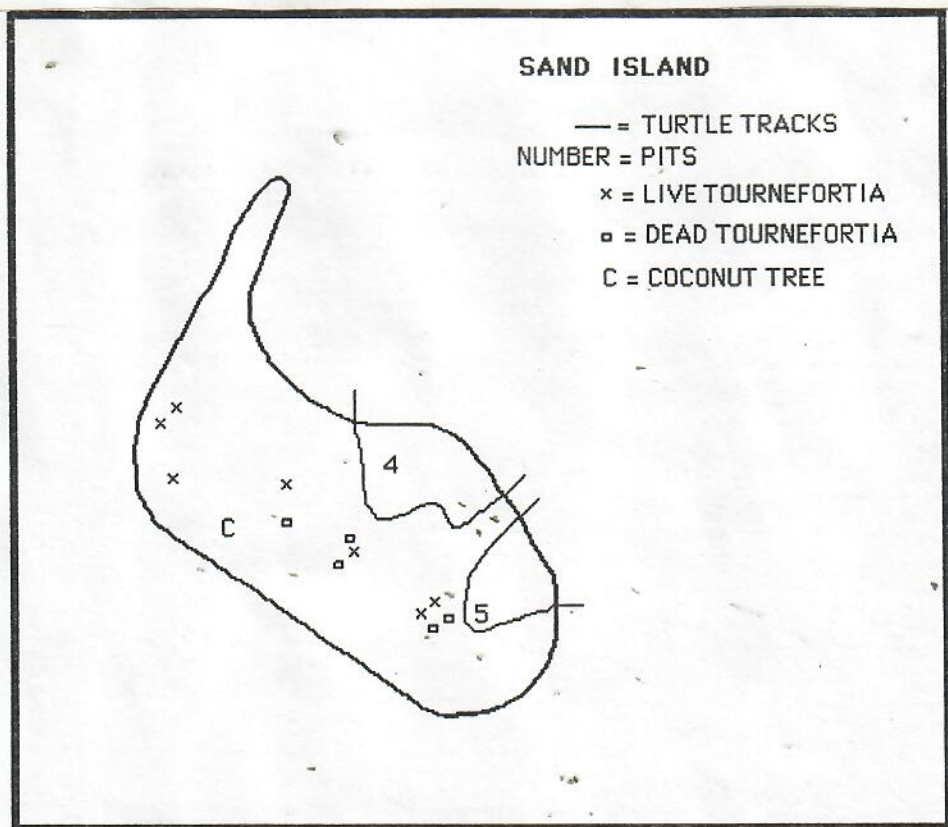 SAND ISLAND
— = TURTLE TRACKS
NUMBER = PITS
× = LIVE TOURNEFORTIA
▫ = DEAD TOURNEFORTIA
C = COCONUT TREE
4
C
5